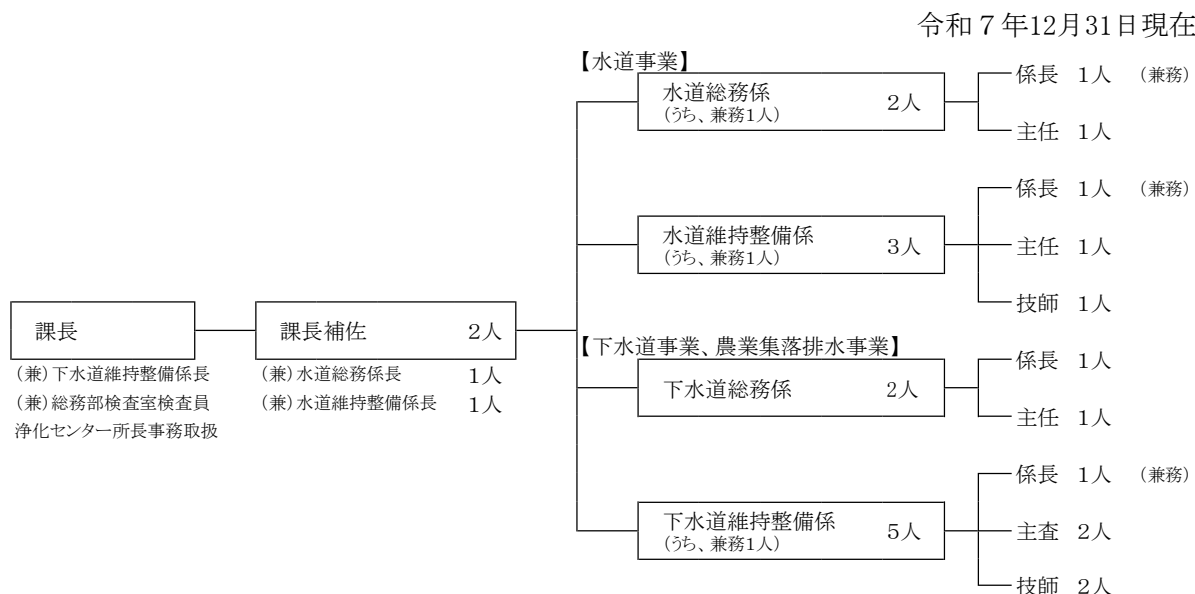 令和７年12月31日現在
【水道事業】
水道総務係 2人
(うち、兼務1人)
係長 1人 (兼務)
主任 1人
水道維持整備係 3人
(うち、兼務1人)
係長 1人 (兼務)
主任 1人
技師 1人
課長
(兼)下水道維持整備係長
(兼)総務部検査室検査員
浄化センター所長事務取扱
課長補佐 2人
(兼)水道総務係長 1人
(兼)水道維持整備係長 1人
【下水道事業、農業集落排水事業】
下水道総務係 2人
係長 1人
主任 1人
下水道維持整備係 5人
(うち、兼務1人)
係長 1人 (兼務)
主査 2人
技師 2人